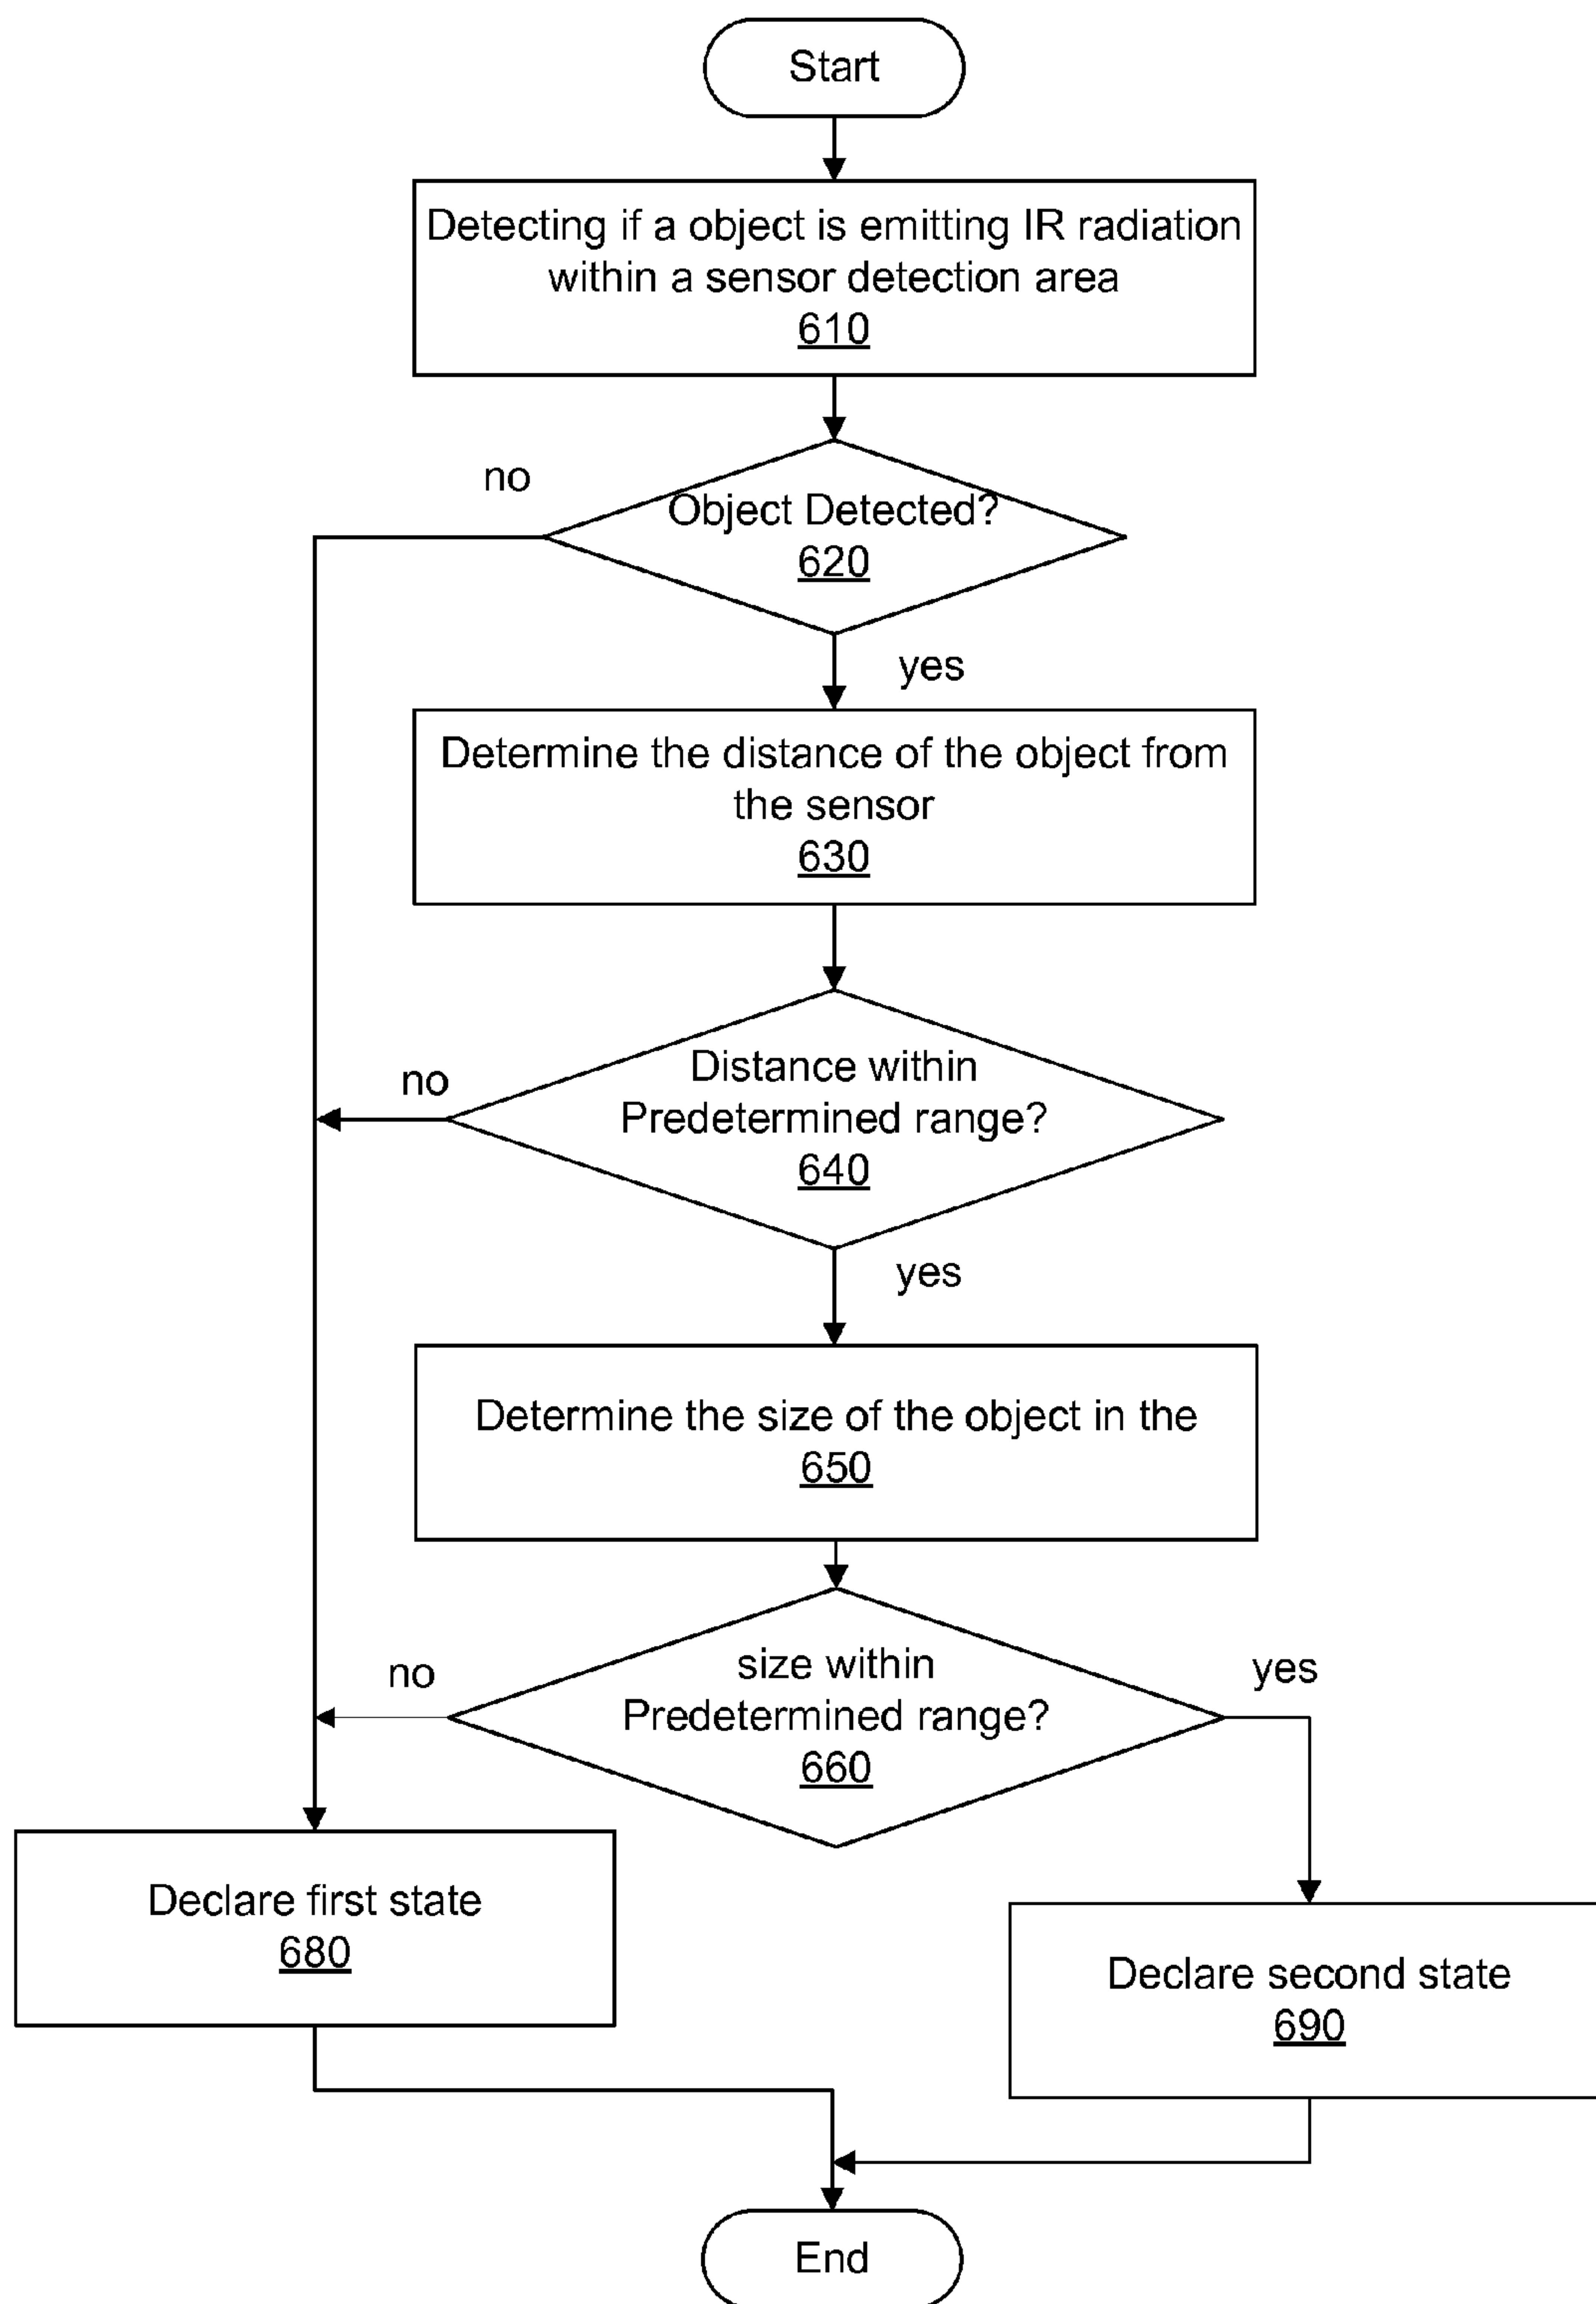 Start
Detecting if a object is emitting IR radiation
within a sensor detection area
610
no
Object Detected?
620
yes
Determine the distance of the object from
the sensor
630
Distance within
no
Predetermined range?
640
yes
Determine the size of the object in the
650
size within
no
yes
Predetermined range?
660
Declare first state
680
Declare second state
690
End